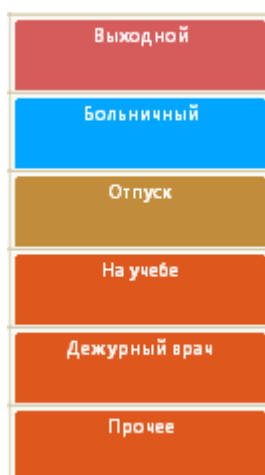 Выходной
Больничный
Отпуск
На учебе
Дежурный врач
Прочее